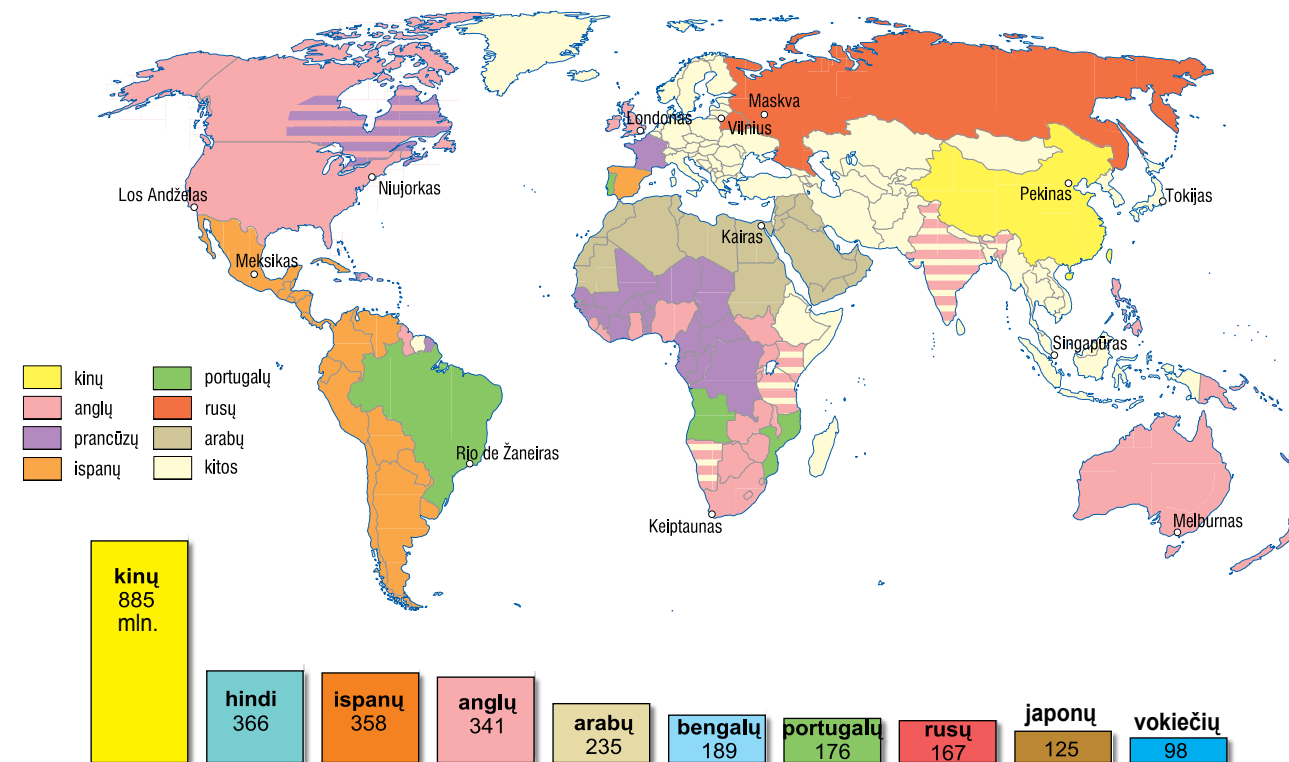 Maskva
Londonas
Vilnius
Los Andželas
Niujorkas
Pekinas
Tokijas
Kairas
Meksikas
Singapūras
kinų
portugalų
anglų
rusų
prancūzų
arabų
ispanų
kitos
Rio de Žaneiras
Keiptaunas
Melburnas
kinų
885
mln.
hindi
366
ispanų
358
anglų
341
arabų
235
bengalų
189
portugalų
176
rusų
167
japonų
125
vokiečių
98